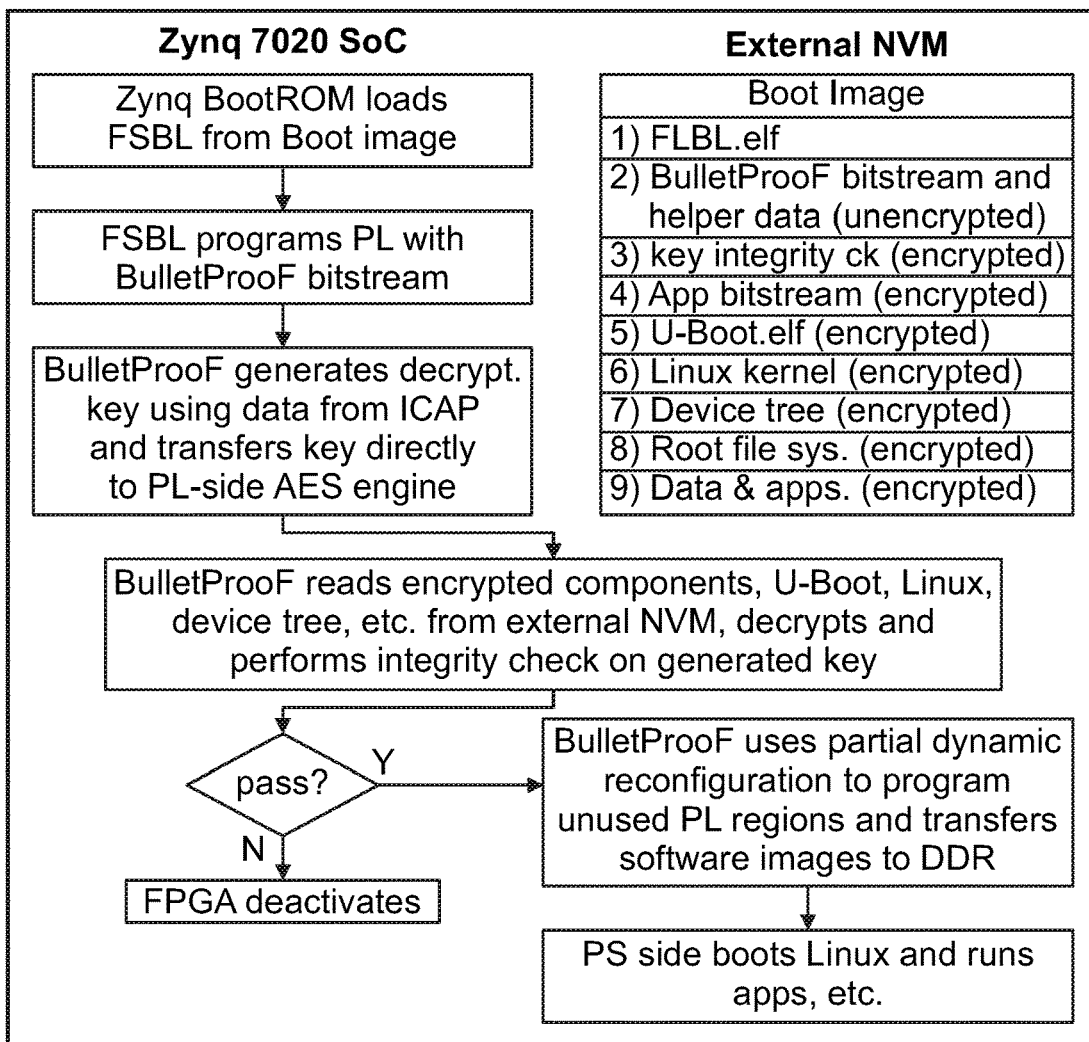 Zynq 7020 SoC
Zynq BootROM loads
FSBL from Boot image
FSBL programs PL with
BulletProoF bitstream
BulletProoF generates decrypt.
key using data from ICAP
and transfers key directly
to PL-side AES engine
External NVM
Boot Image
1) FLBL.elf
2) BulletProoF bitstream and
helper data (unencrypted)
3) key integrity ck (encrypted)
4) App bitstream (encrypted)
5) U-Boot.elf (encrypted)
6) Linux kernel (encrypted)
7) Device tree (encrypted)
8) Root file sys. (encrypted)
9) Data & apps. (encrypted)
BulletProoF reads encrypted components, U-Boot, Linux,
device tree, etc. from external NVM, decrypts and
performs integrity check on generated key
pass?
Y
N
FPGA deactivates
BulletProoF uses partial dynamic
reconfiguration to program
unused PL regions and transfers
software images to DDR
PS side boots Linux and runs
apps, etc.